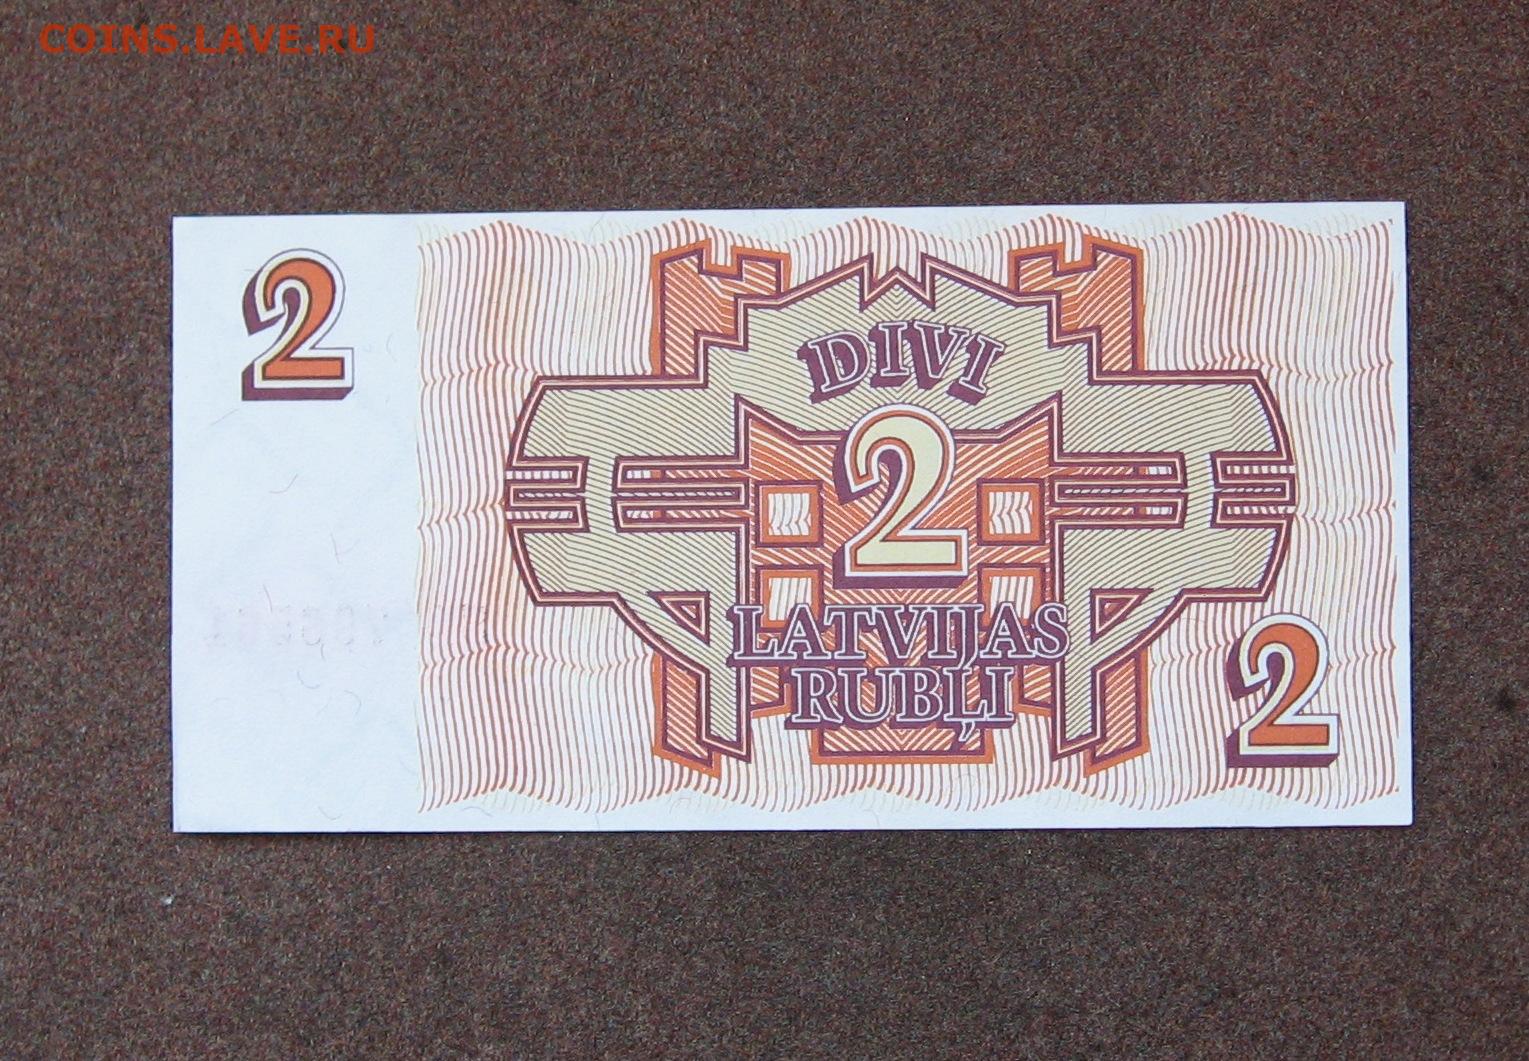 COINS.LAVE.RU
2
DIVI
2
LATVIJAS
RUBĻI
2